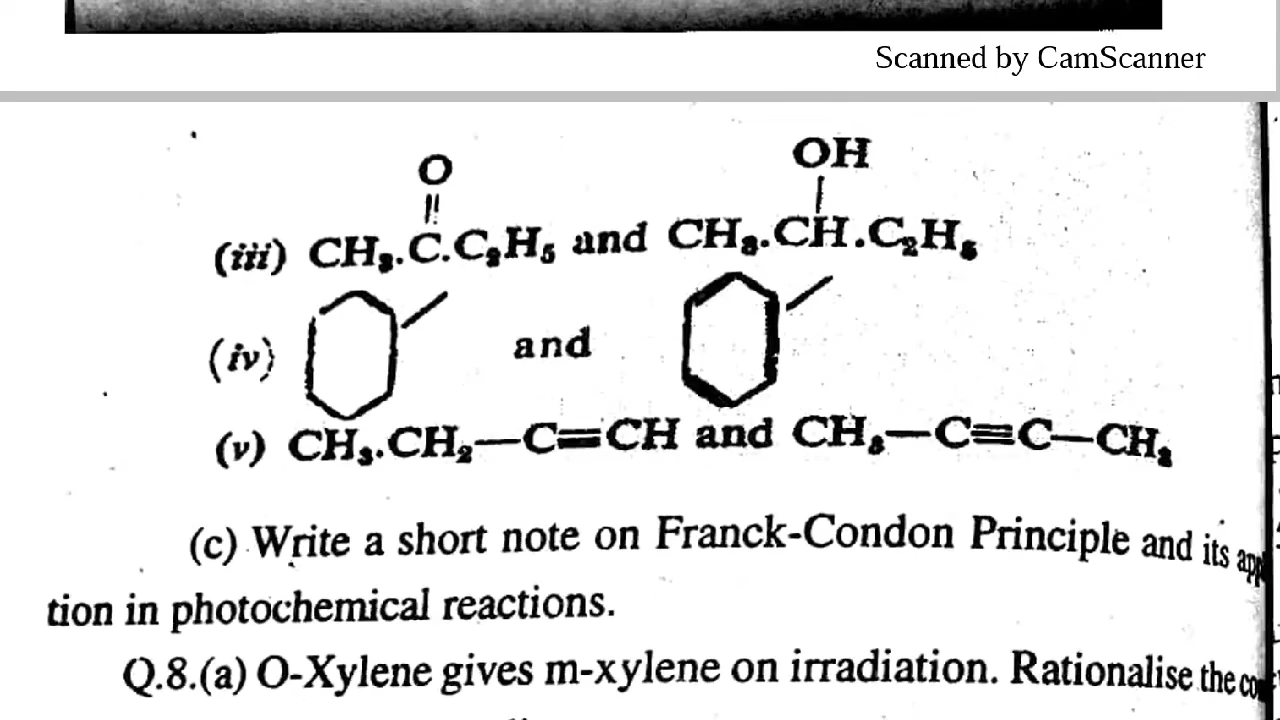 Scanned by CamScanner
O
||
OH
|
(iii) CH₃.C.C₂H₅ and CH₃.CH.C₂H₅
(iv) and
(v) CH₃.CH₂—C≡CH and CH₃—C≡C—CH₃
(c) Write a short note on Franck-Condon Principle and its
tion in photochemical reactions.
Q.8.(a) O-Xylene gives m-xylene on irradiation. Rationalise the